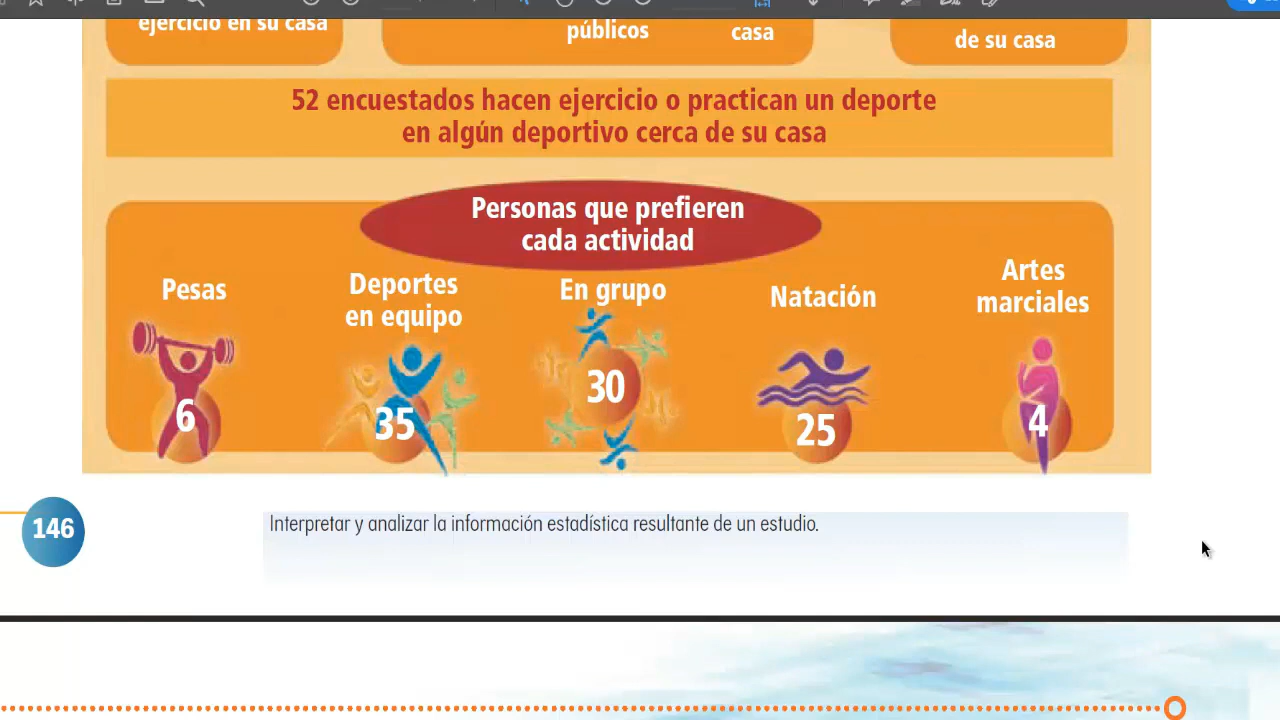 ejercicio en su casa
públicos
casa
de su casa
52 encuestados hacen ejercicio o practican un deporte
en algún deportivo cerca de su casa
Personas que prefieren
cada actividad
Pesas
Deportes
en equipo
En grupo
Natación
Artes
marciales
6
35
30
25
4
146
Interpretar y analizar la información estadística resultante de un estudio.